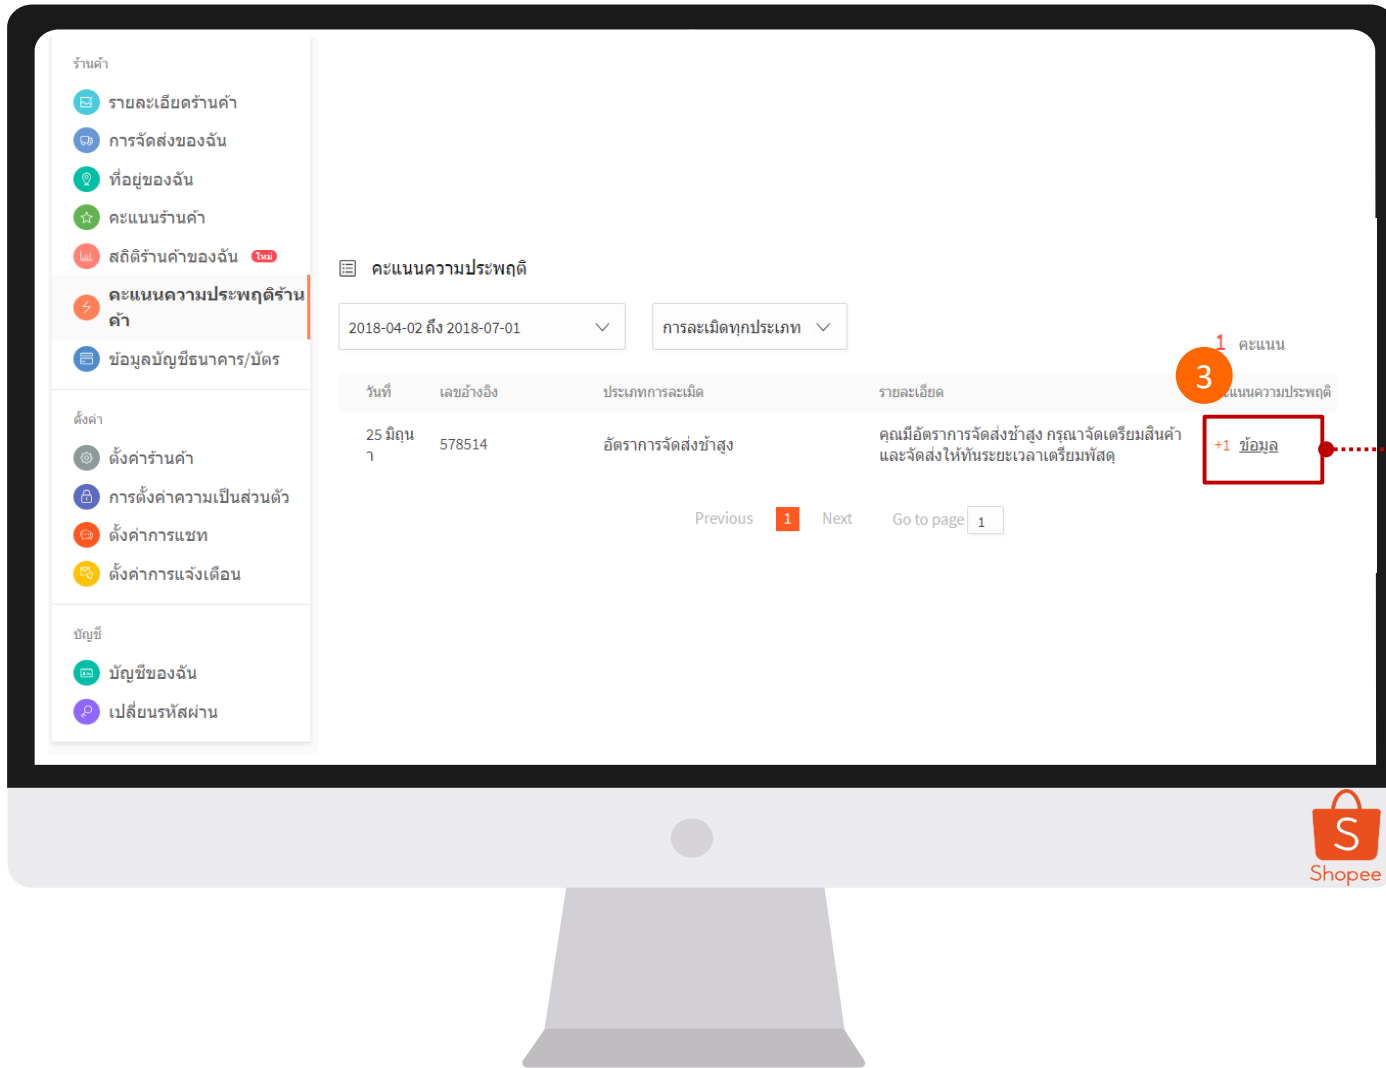 ร้านค้า
รายละเอียดร้านค้า
การจัดส่งของฉัน
ที่อยู่ของฉัน
คะแนนร้านค้า
สถิติร้านค้าของฉัน ใหม่
คะแนนความประพฤติร้าน
ค้า
ข้อมูลบัญชีธนาคาร/บัตร
ตั้งค่า
ตั้งค่าร้านค้า
การตั้งค่าความเป็นส่วนตัว
ตั้งค่าการแชท
ตั้งค่าการแจ้งเตือน
บัญชี
บัญชีของฉัน
เปลี่ยนรหัสผ่าน
คะแนนความประพฤติ
2018-04-02 ถึง 2018-07-01 การละเมิดทุกประเภท
1 คะแนน
3
วันที่ เลขอ้างอิง ประเภทการละเมิด รายละเอียด
25 มิถุน
า 578514 อัตราการจัดส่งช้าสูง คุณมีอัตราการจัดส่งช้าสูง กรุณาจัดเตรียมสินค้า
และจัดส่งให้ทันระยะเวลาเตรียมพัสดุ +1 ข้อมูล
Previous 1 Next Go to page 1
S
Shopee